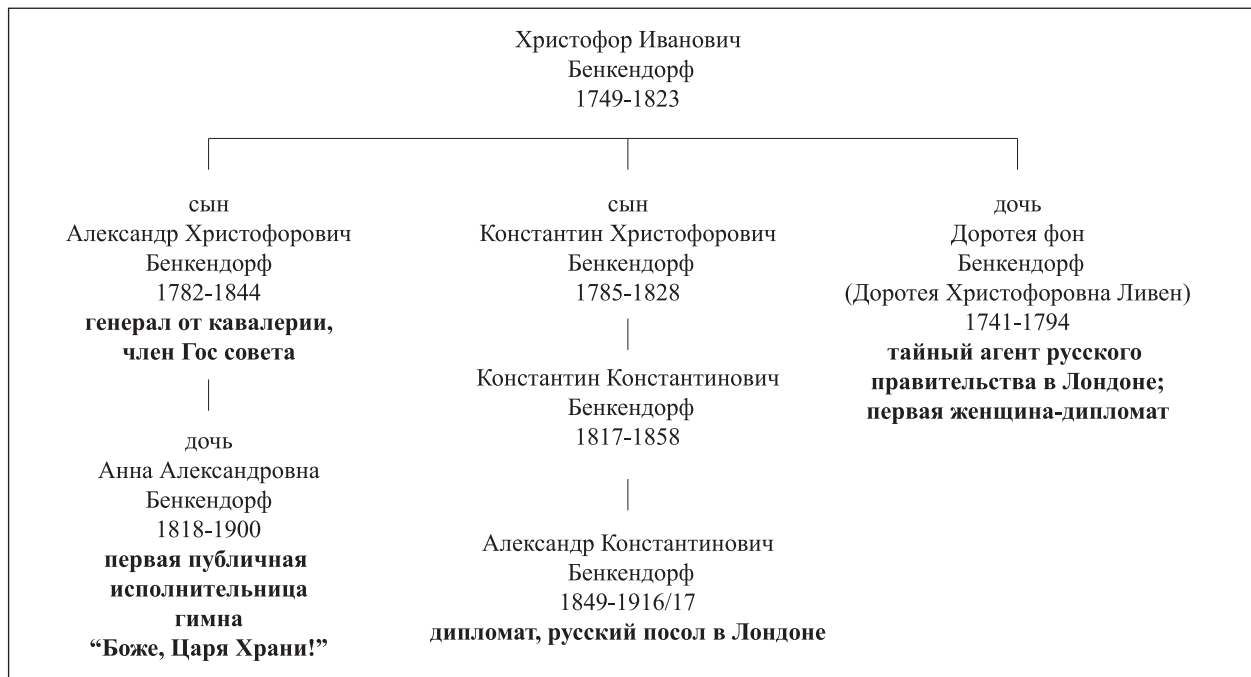 Христофор Иванович
Бенкендорф
1749-1823
сын
Александр Христофорович
Бенкендорф
1782-1844
генерал от кавалерии,
член Гос совета
дочь
Анна Александровна
Бенкендорф
1818-1900
первая публичная
исполнительница
гимна
“Боже, Царя Храни!”
сын
Константин Христофорович
Бенкендорф
1785-1828
Константин Константинович
Бенкендорф
1817-1858
Александр Константинович
Бенкендорф
1849-1916/17
дипломат, русский посол в Лондоне
дочь
Доротея фон
Бенкендорф
(Доротея Христофоровна Ливен)
1741-1794
тайный агент русского
правительства в Лондоне;
первая женщина-дипломат